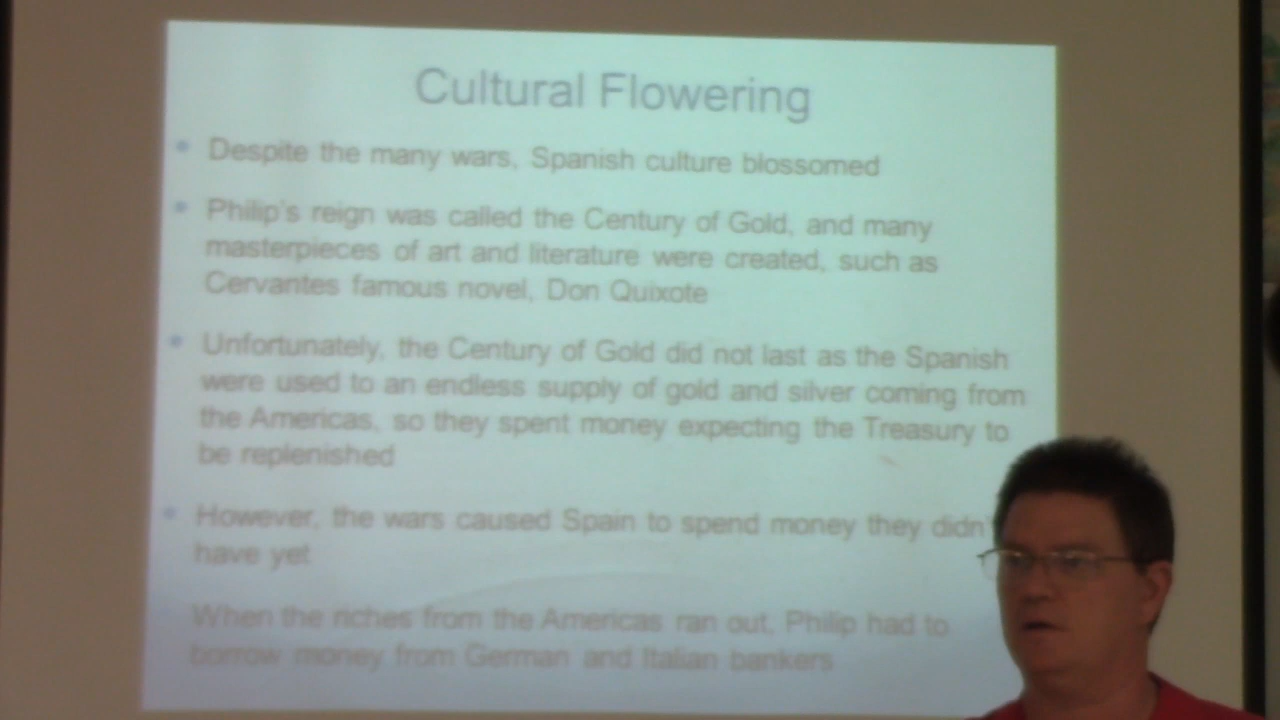 Cultural Flowering
Despite the many wars, Spanish culture blossomed
Philip's reign was called the Century of Gold, and many
masterpieces of art and literature were created, such as
Cervantes famous novel, Don Quixote
Unfortunately, the Century of Gold did not last as the Spanish
were used to an endless supply of gold and silver coming from
the Americas, so they spent money expecting the Treasury to
be replenished
However, the wars caused Spain to spend money they didn'
have yet
When the riches from the Americas ran out, Philip had to
borrow money from German and Italian bankers